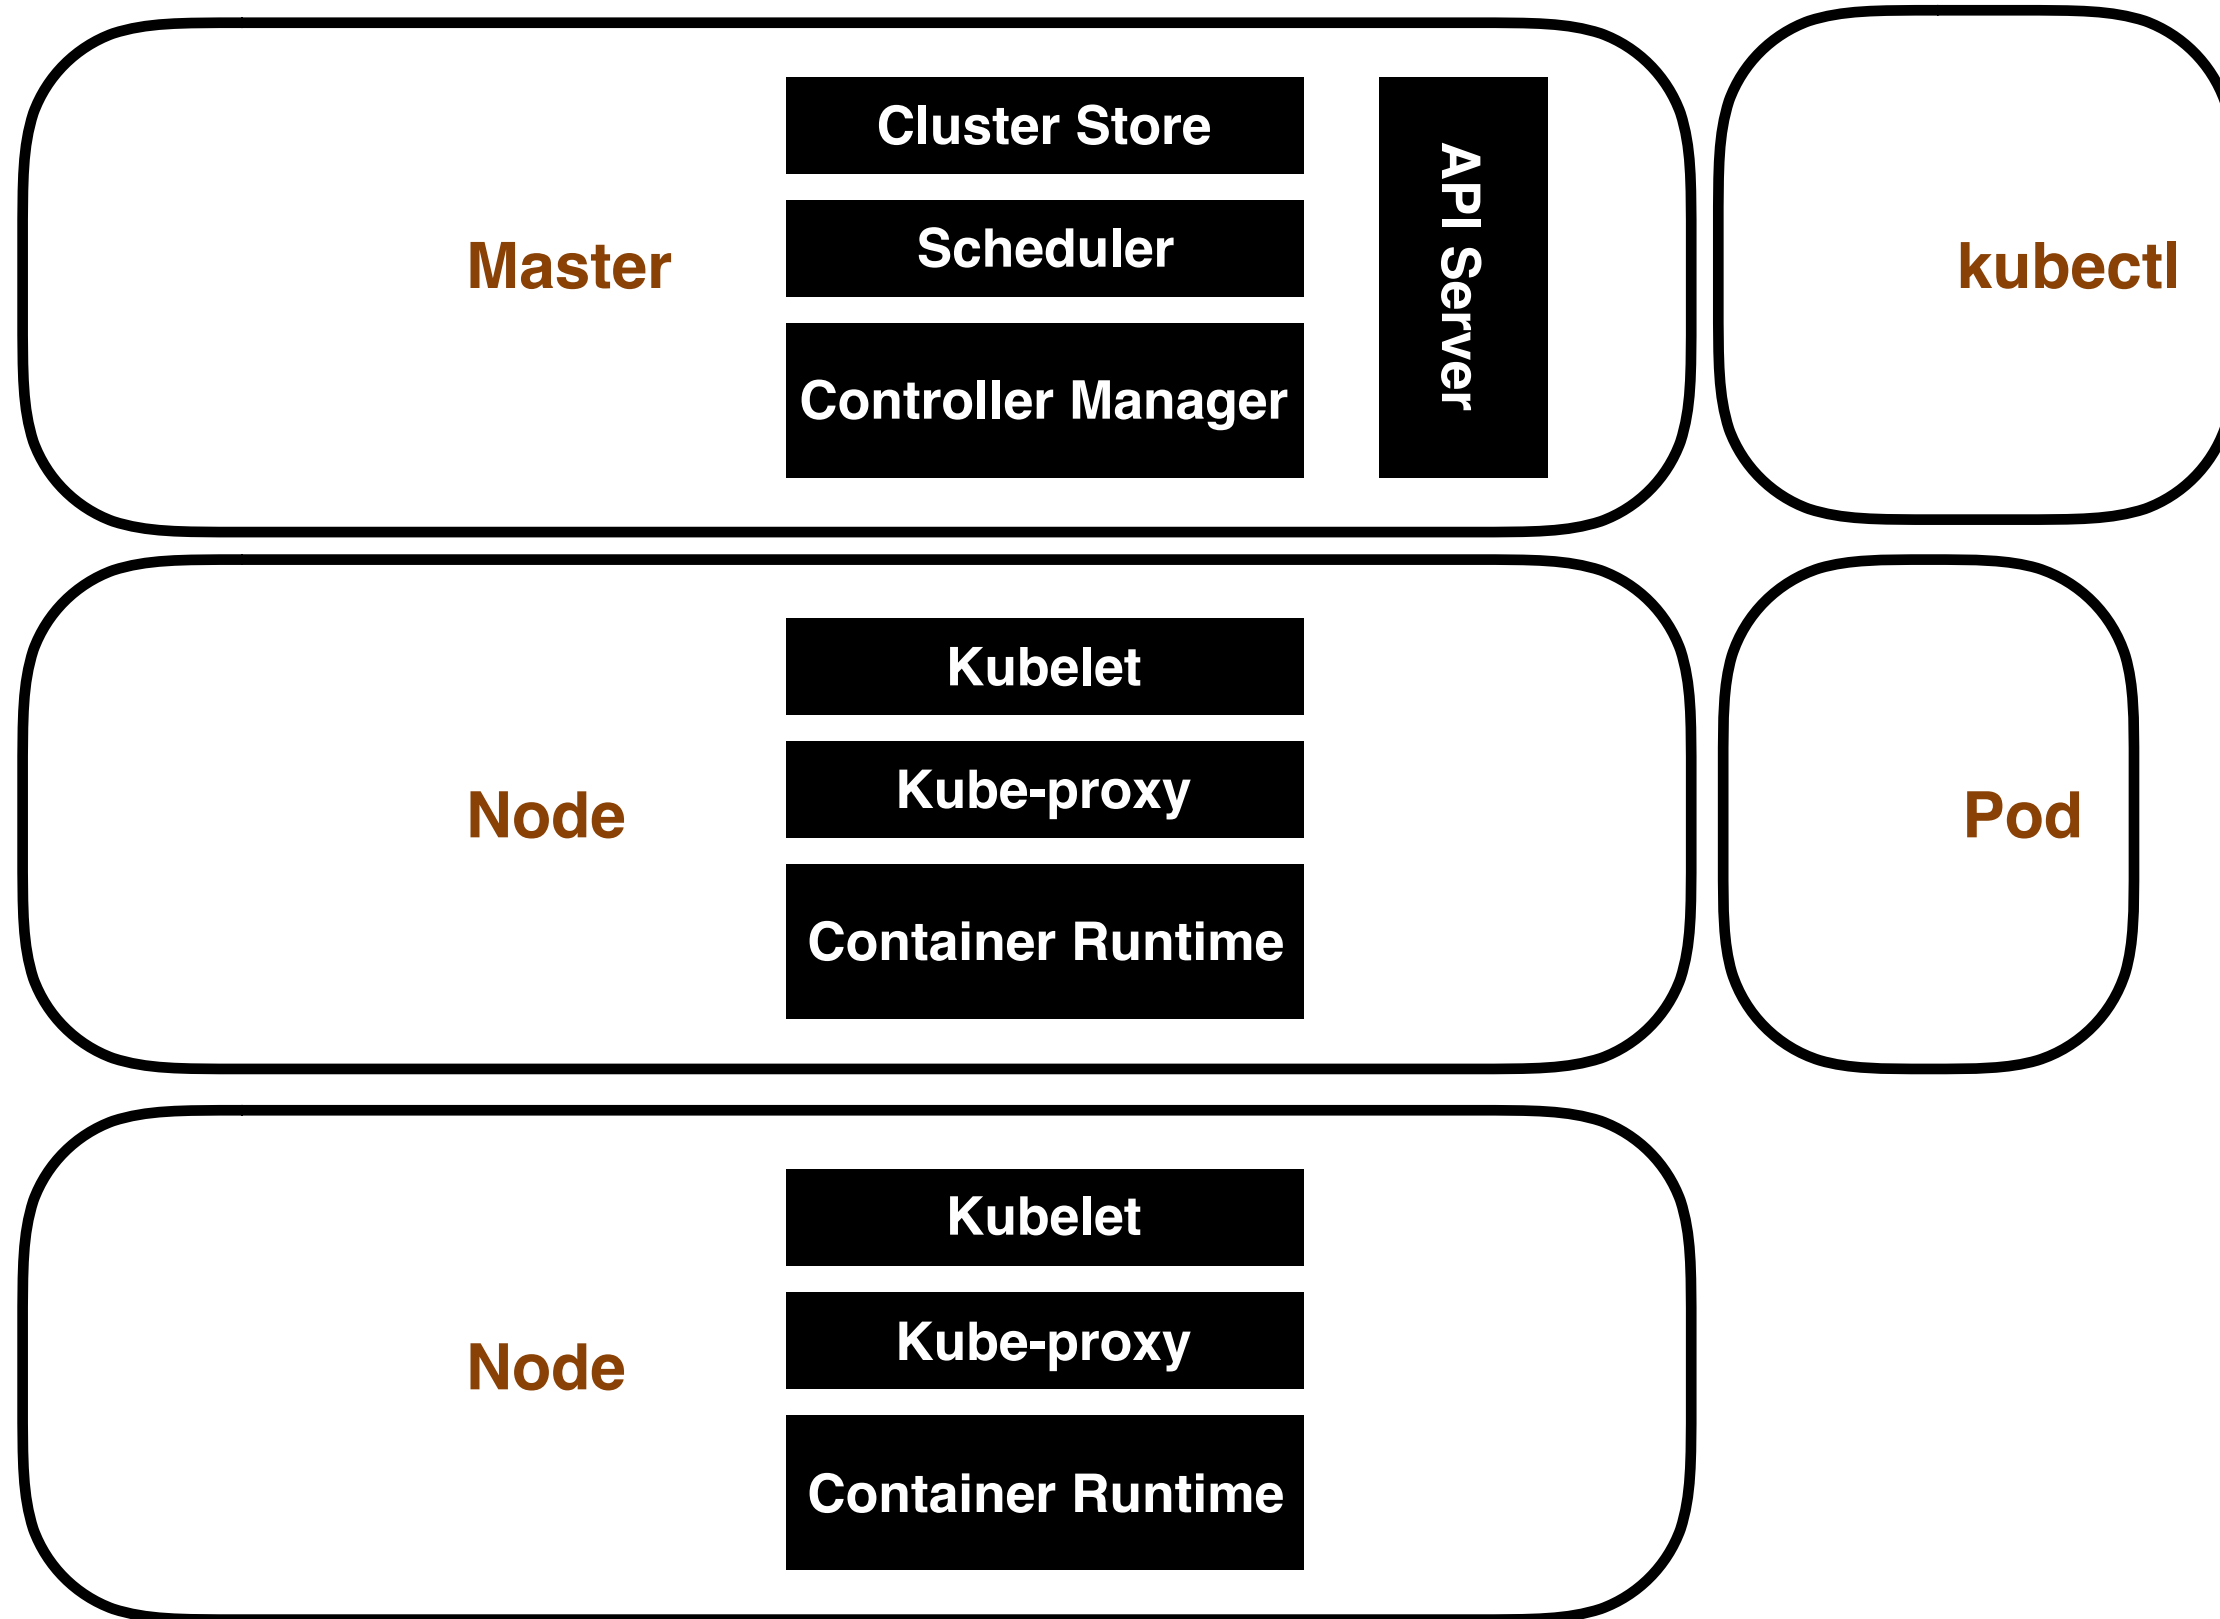 Master
Cluster Store
Scheduler
Controller Manager
API Server
kubectl
Node
Kubelet
Kube-proxy
Container Runtime
Pod
Node
Kubelet
Kube-proxy
Container Runtime